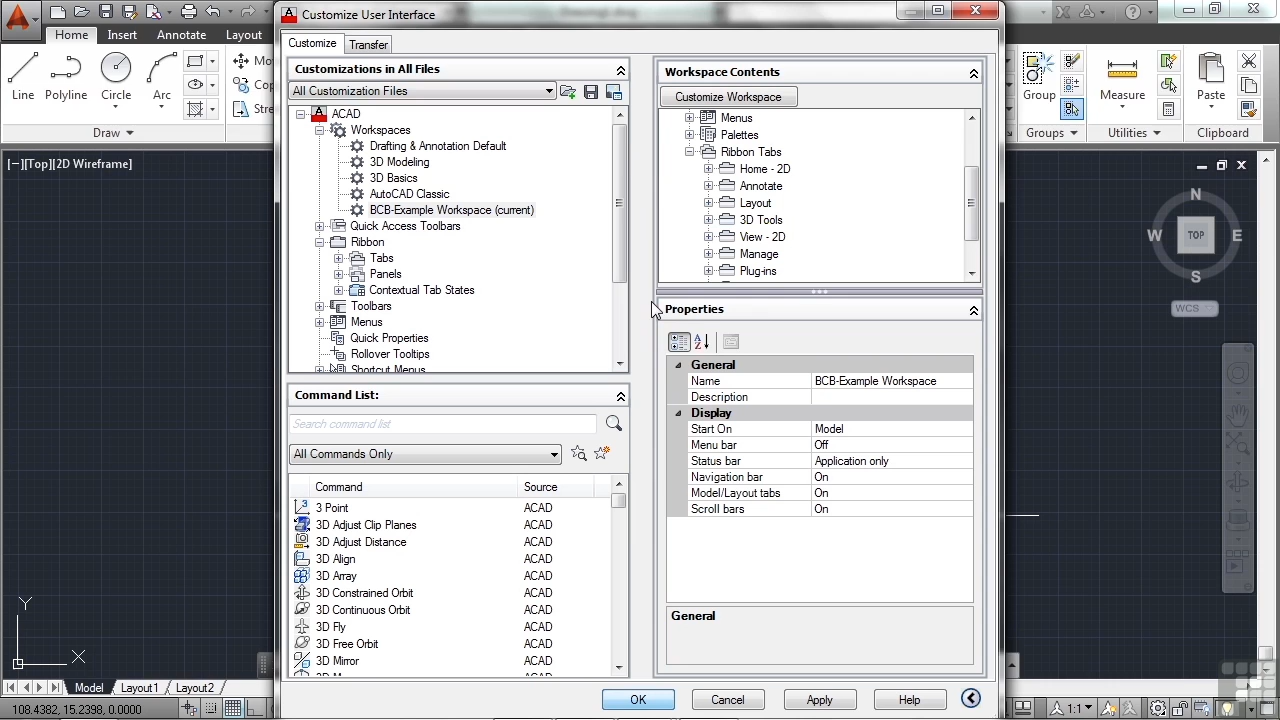 Customize User Interface
Home Insert Annotate Layout
Customize Transfer
Line
Polyline
Circle
Arc
Draw
Customizations in All Files
All Customization Files
ACAD
Workspaces
Drafting & Annotation Default
3D Modeling
3D Basics
AutoCAD Classic
BCB-Example Workspace (current)
Quick Access Toolbars
Ribbon
Tabs
Panels
Contextual Tab States
Toolbars
Menus
Quick Properties
Rollover Tooltips
Shortcut Menus
Command List:
Search command list
All Commands Only
Command Source
3 Point ACAD
3D Adjust Clip Planes ACAD
3D Adjust Distance ACAD
3D Align ACAD
3D Array ACAD
3D Constrained Orbit ACAD
3D Continuous Orbit ACAD
3D Fly ACAD
3D Free Orbit ACAD
3D Mirror ACAD
Workspace Contents
Customize Workspace
Menus
Palettes
Ribbon Tabs
Home - 2D
Annotate
Layout
3D Tools
View - 2D
Manage
Plug-ins
Properties
General
Name BCB-Example Workspace
Description
Display
Start On Model
Menu bar Off
Status bar Application only
Navigation bar On
Model/Layout tabs On
Scroll bars On
General
OK Cancel Apply Help
Group
Groups
Measure
Utilities
Paste
Clipboard
[−][Top][2D Wireframe]
N
W TOP E
S
WCS
Y
X
Model Layout1 Layout2
108.4382, 15.2398, 0.0000
1:1